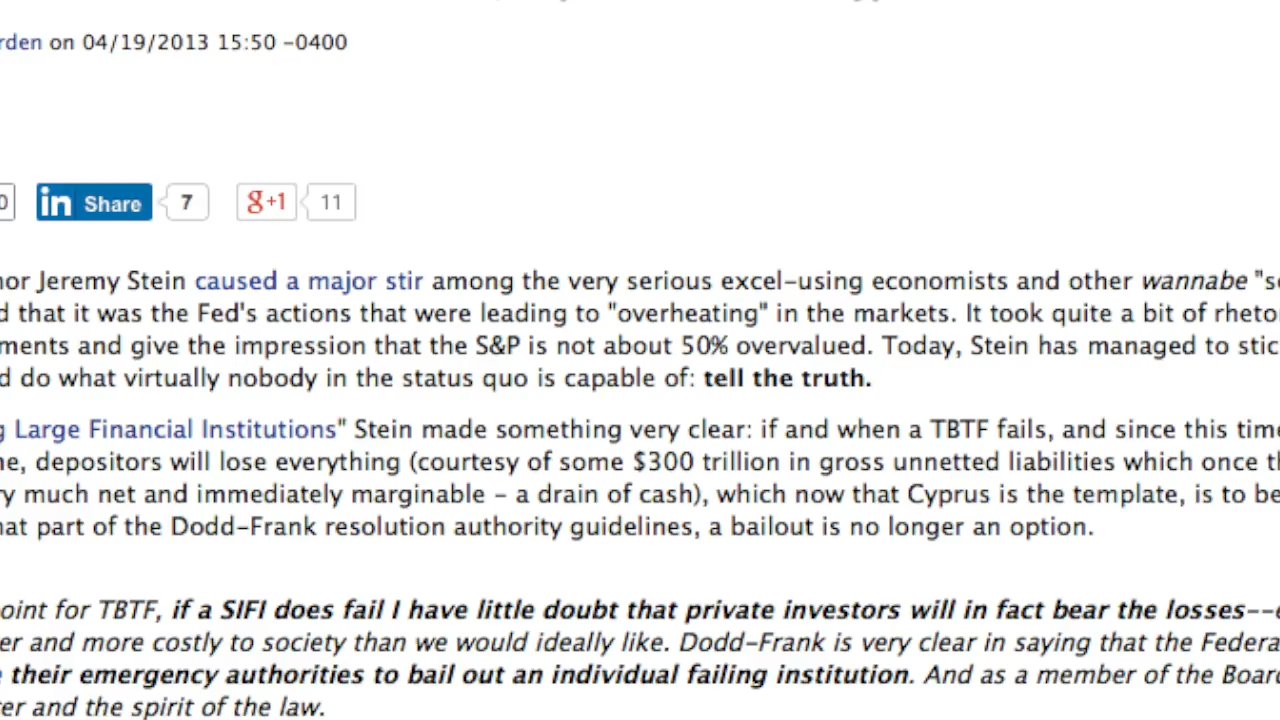 rden on 04/19/2013 15:50 -0400
0 in Share 7 g+1 11
nor Jeremy Stein caused a major stir among the very serious excel-using economists and other wannabe "s
d that it was the Fed's actions that were leading to "overheating" in the markets. It took quite a bit of rheto
ments and give the impression that the S&P is not about 50% overvalued. Today, Stein has managed to stic
d do what virtually nobody in the status quo is capable of: tell the truth.
g Large Financial Institutions" Stein made something very clear: if and when a TBTF fails, and since this time
ne, depositors will lose everything (courtesy of some $300 trillion in gross unnetted liabilities which once th
ry much net and immediately marginable - a drain of cash), which now that Cyprus is the template, is to be
hat part of the Dodd-Frank resolution authority guidelines, a bailout is no longer an option.
oint for TBTF, if a SIFI does fail I have little doubt that private investors will in fact bear the losses--e
er and more costly to society than we would ideally like. Dodd-Frank is very clear in saying that the Federa
e their emergency authorities to bail out an individual failing institution. And as a member of the Board
ter and the spirit of the law.